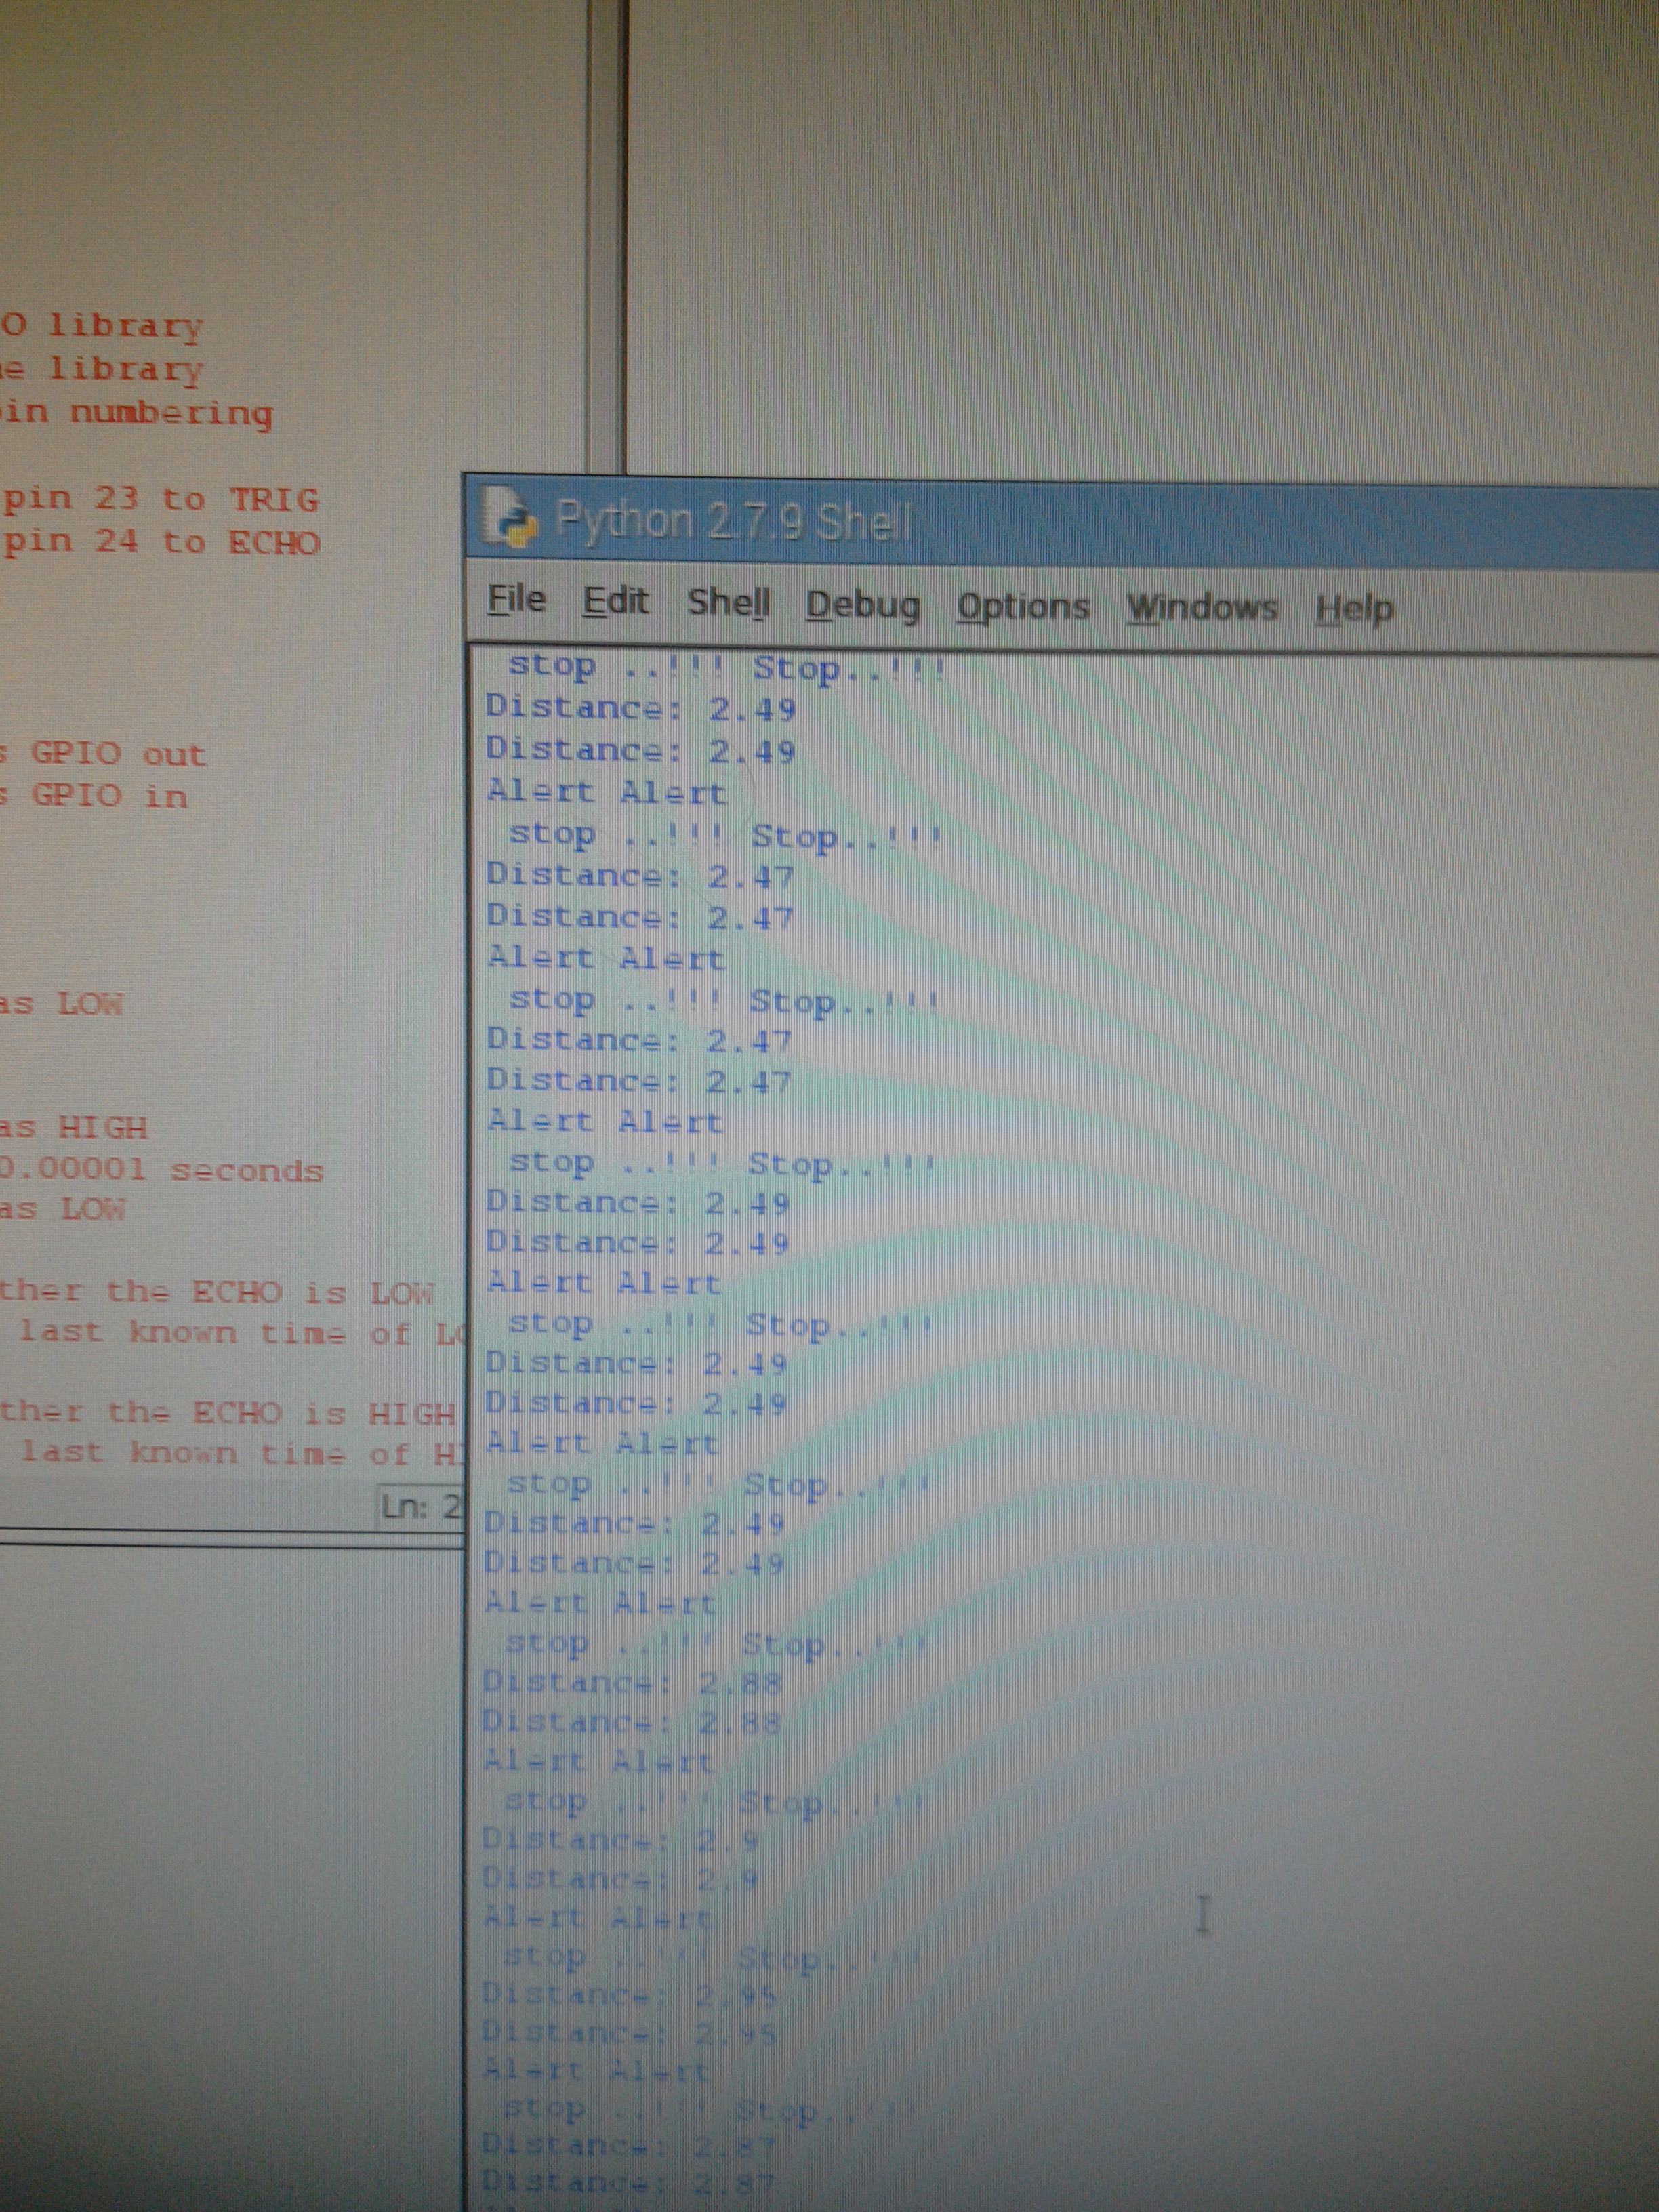 O library
e library
in numbering
pin 23 to TRIG
pin 24 to ECHO
s GPIO out
s GPIO in
as LOW
as HIGH
0.00001 seconds
as LOW
ther the ECHO is LOW
last known time of LO
ther the ECHO is HIGH
last known time of HI
Ln: 2
Python 2.7.9 Shell
File Edit Shell Debug Options Windows Help
stop ..!!! Stop..!!!
Distance: 2.49
Distance: 2.49
Alert Alert
stop ..!!! Stop..!!!
Distance: 2.47
Distance: 2.47
Alert Alert
stop ..!!! Stop..!!!
Distance: 2.47
Distance: 2.47
Alert Alert
stop ..!!! Stop..!!!
Distance: 2.49
Distance: 2.49
Alert Alert
stop ..!!! Stop..!!!
Distance: 2.49
Distance: 2.49
Alert Alert
stop ..!!! Stop..!!!
Distance: 2.49
Distance: 2.49
Alert Alert
stop ..!!! Stop..!!!
Distance: 2.88
Distance: 2.88
Alert Alert
stop ..!!! Stop..!!!
Distance: 2.9
Distance: 2.9
Alert Alert
stop ..!!! Stop..!!!
Distance: 2.95
Distance: 2.95
Alert Alert
stop ..!!! Stop..!!!
Distance: 2.87
Distance: 2.87